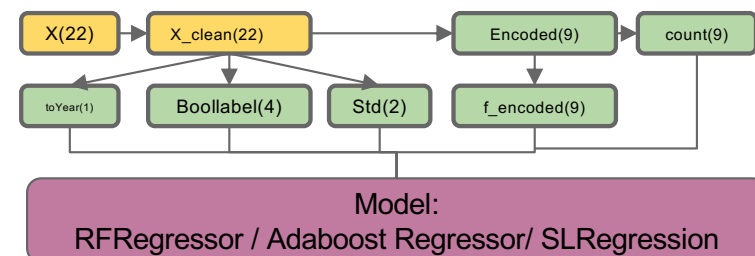 X(22)
X_clean(22)
Encoded(9)
count(9)
toYear(1)
Boollabel(4)
Std(2)
f_encoded(9)
Model:
RFRegressor / Adaboost Regressor/ SLRegression